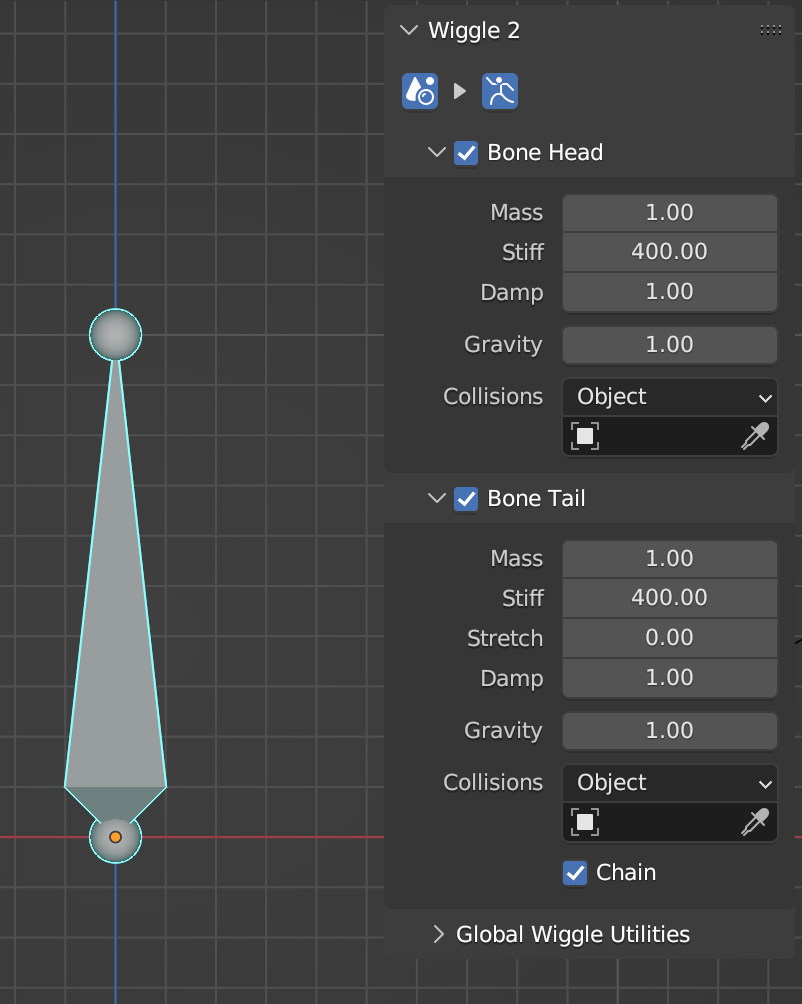 Wiggle 2
Bone Head
Mass 1.00
Stiff 400.00
Damp 1.00
Gravity 1.00
Collisions Object
Bone Tail
Mass 1.00
Stiff 400.00
Stretch 0.00
Damp 1.00
Gravity 1.00
Collisions Object
Chain
Global Wiggle Utilities